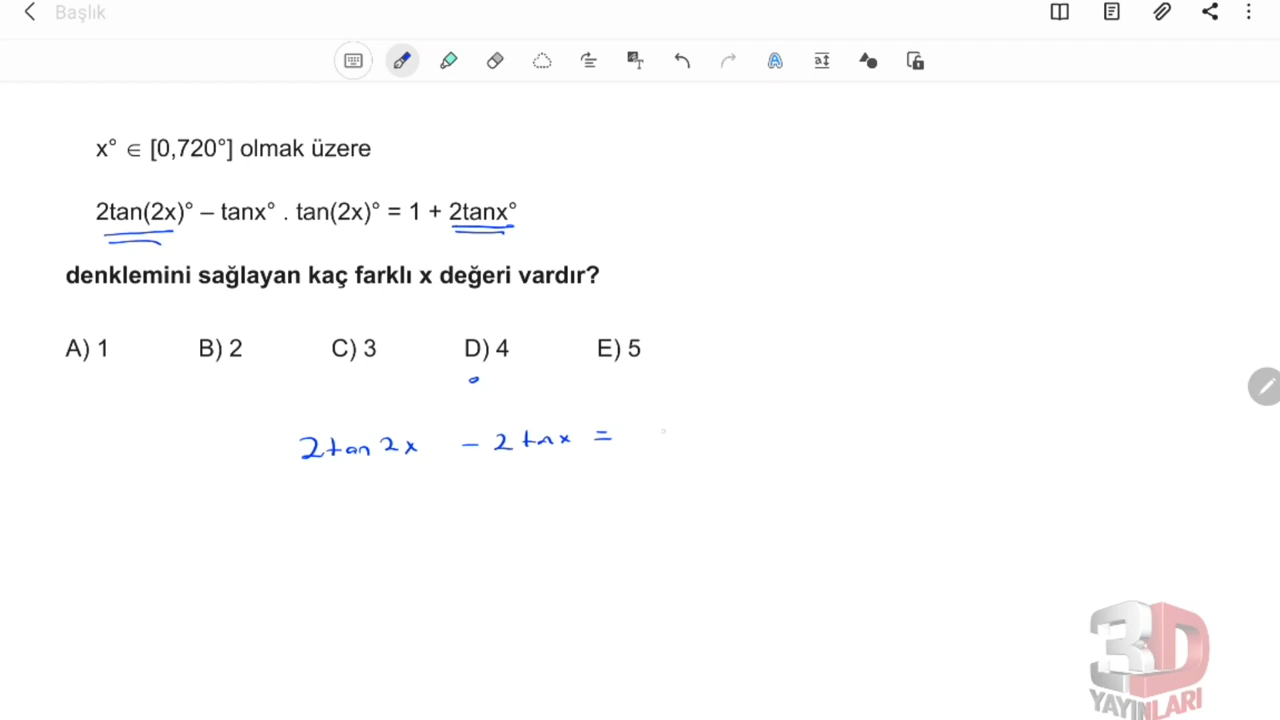 Başlık
x° ∈ [0,720°] olmak üzere
2tan(2x)° – tanx° . tan(2x)° = 1 + 2tanx°
denklemini sağlayan kaç farklı x değeri vardır?
A) 1 B) 2 C) 3 D) 4 E) 5
2tan2x – 2tnx =
3D
YAYINLARI